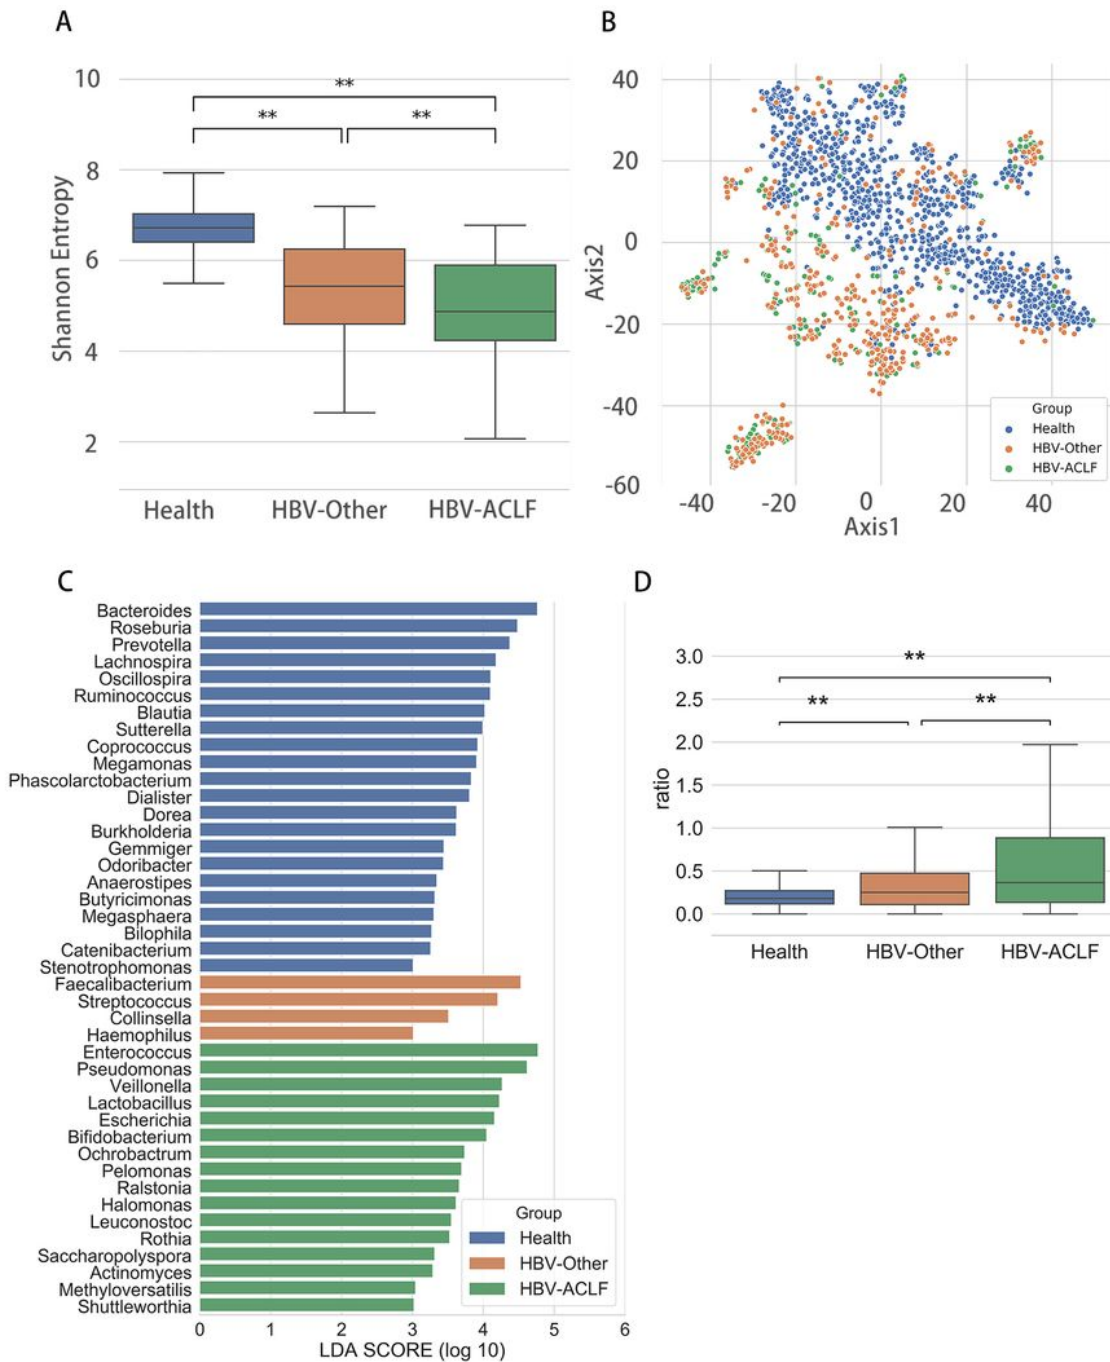 A
10
8
6
4
2
Shannon Entropy
**
**
**
Health
HBV-Other
HBV-ACLF
B
40
20
0
-20
-40
-60
Axis2
-40
-20
0
20
40
Axis1
Group
Health
HBV-Other
HBV-ACLF
C
Bacteroides
Roseburia
Prevotella
Lachnospira
Oscillospira
Ruminococcus
Blautia
Sutterella
Coprococcus
Megamonas
Phascolarctobacterium
Dialister
Dorea
Burkholderia
Gemmiger
Odoribacter
Anaerostipes
Butyricimonas
Megasphaera
Bilophila
Catenibacterium
Stenotrophomonas
Faecalibacterium
Streptococcus
Collinsella
Haemophilus
Enterococcus
Pseudomonas
Veillonella
Lactobacillus
Escherichia
Bifidobacterium
Ochrobactrum
Pelomonas
Ralstonia
Halomonas
Leuconostoc
Rothia
Saccharopolyspora
Actinomyces
Methyloversatilis
Shuttleworthia
Group
Health
HBV-Other
HBV-ACLF
0
1
2
3
4
5
6
LDA SCORE (log 10)
D
3.0
2.5
2.0
1.5
1.0
0.5
0.0
ratio
**
**
**
Health
HBV-Other
HBV-ACLF